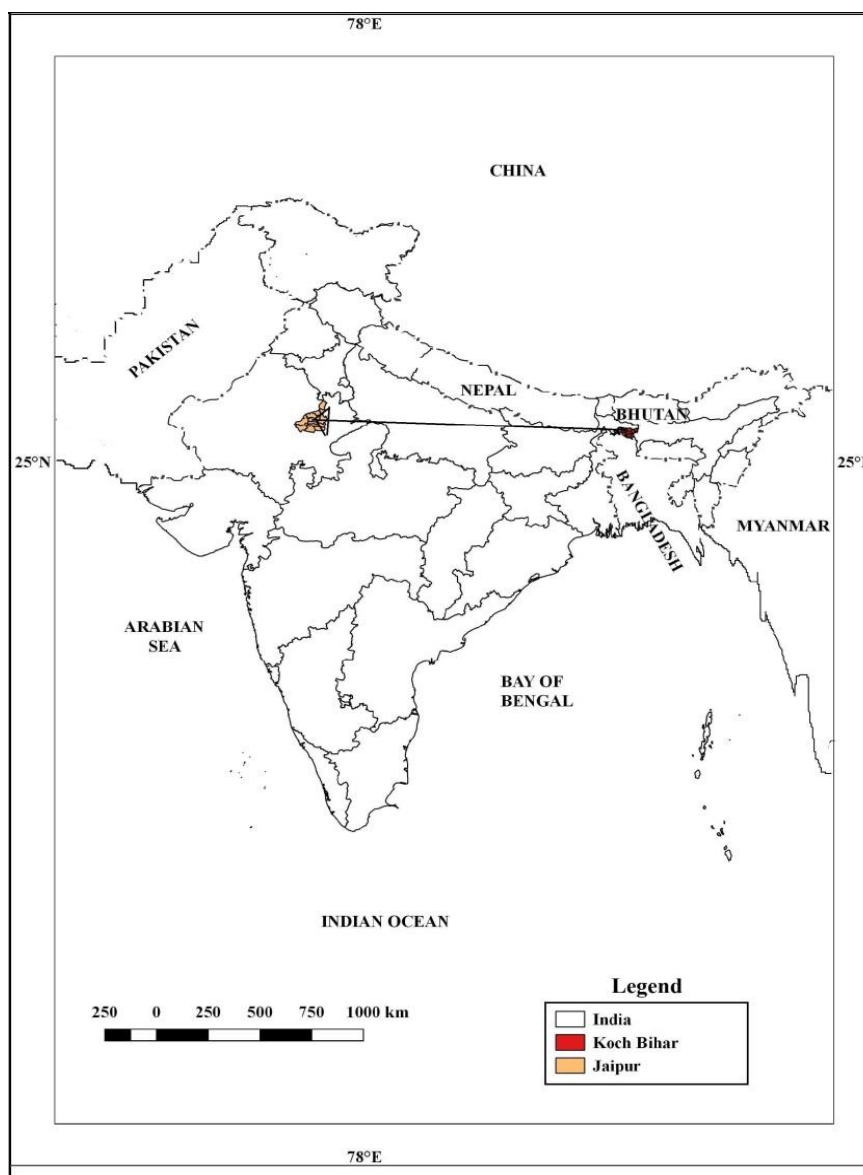 78°E
CHINA
PAKISTAN
NEPAL
BHUTAN
25°N
25°N
BANGLADESH
MYANMAR
ARABIAN
SEA
BAY OF
BENGAL
INDIAN OCEAN
Legend
250 0 250 500 750 1000 km
India
Koch Bihar
Jaipur
78°E